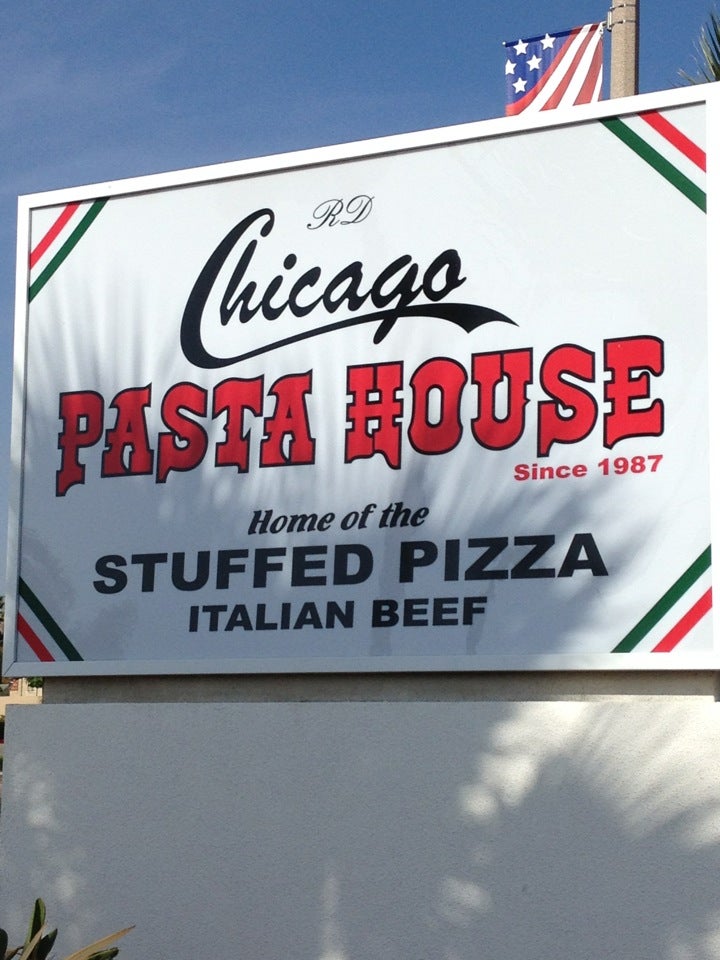 RD
Chicago
PASTA HOUSE
Since 1987
Home of the
STUFFED PIZZA
ITALIAN BEEF